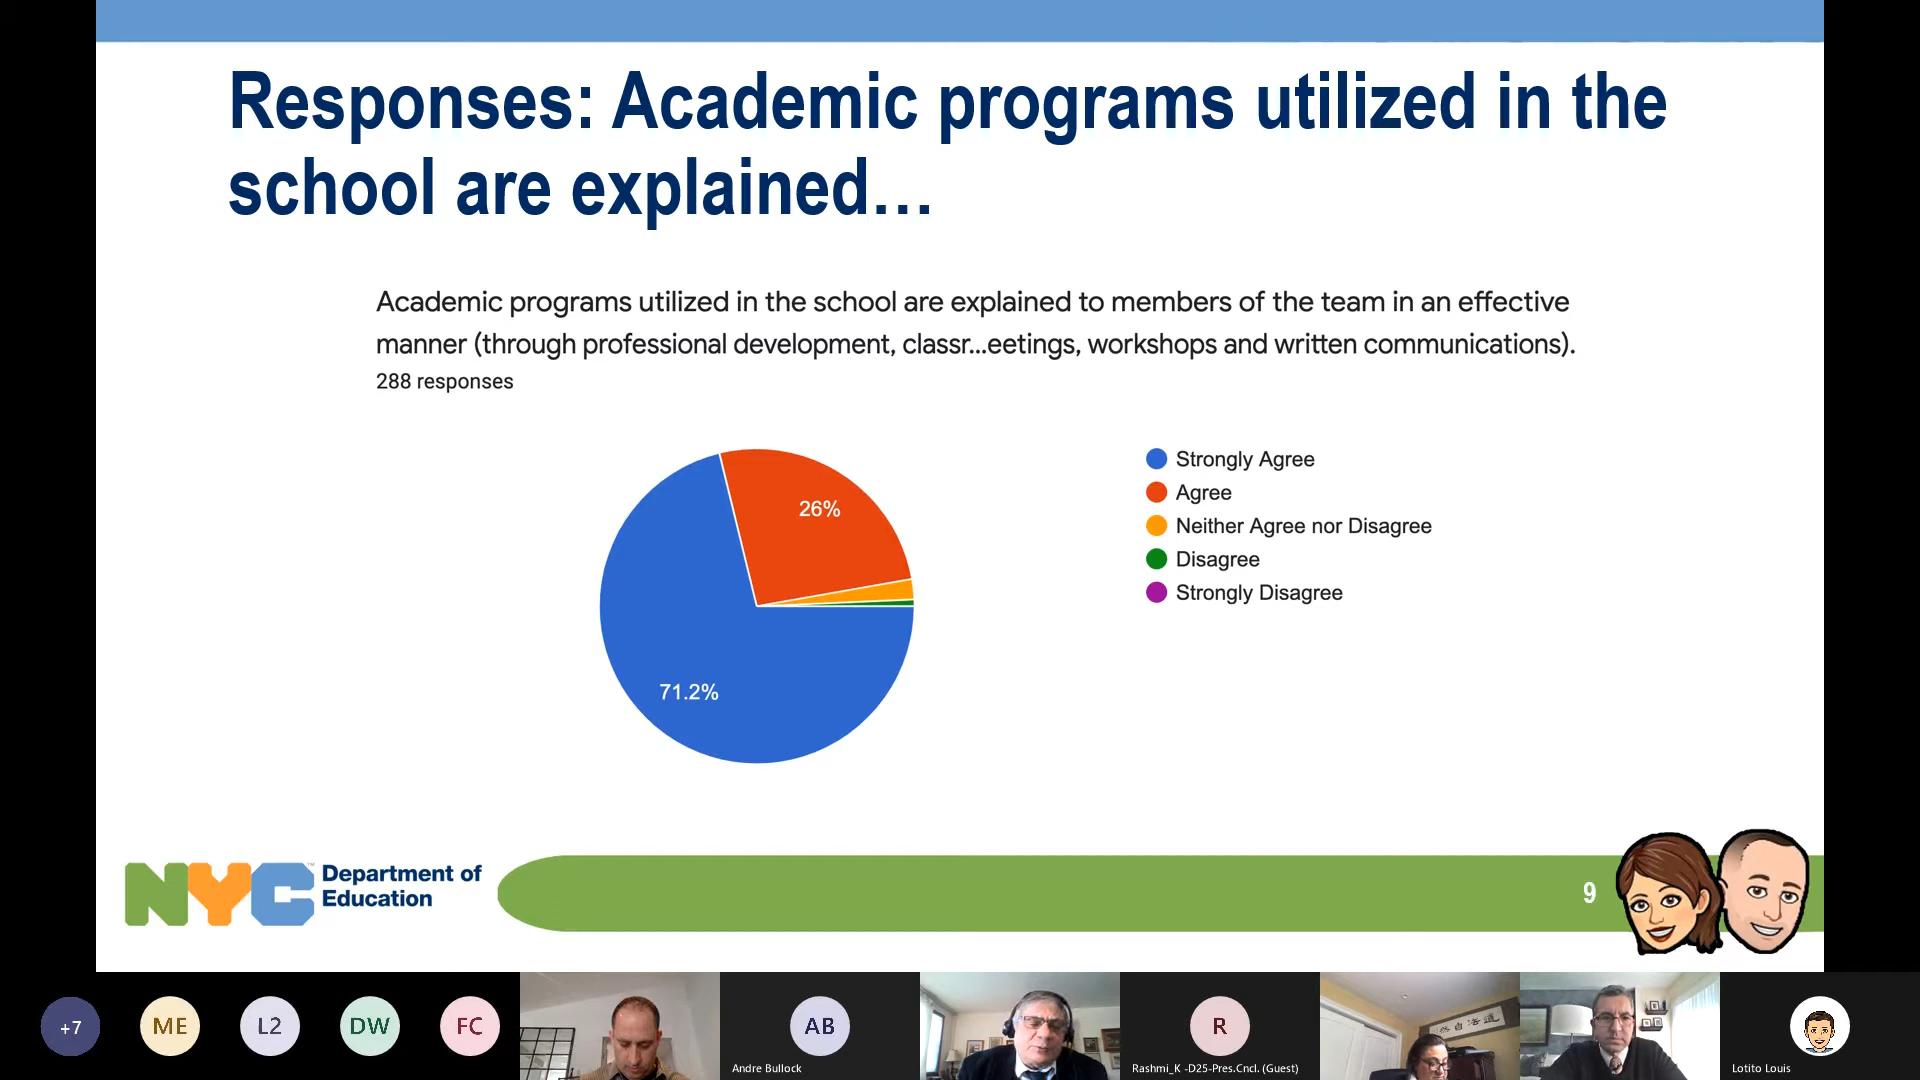 Responses: Academic programs utilized in the
school are explained...
Academic programs utilized in the school are explained to members of the team in an effective
manner (through professional development, classr...eetings, workshops and written communications).
288 responses
Strongly Agree
Agree
Neither Agree nor Disagree
Disagree
Strongly Disagree
26%
71.2%
NYC
Department of
Education
9
+7
ME
L2
DW
FC
AB
Andre Bullock
R
Rashmi_K -D25-Pres.Cncl. (Guest)
Lotito Louis